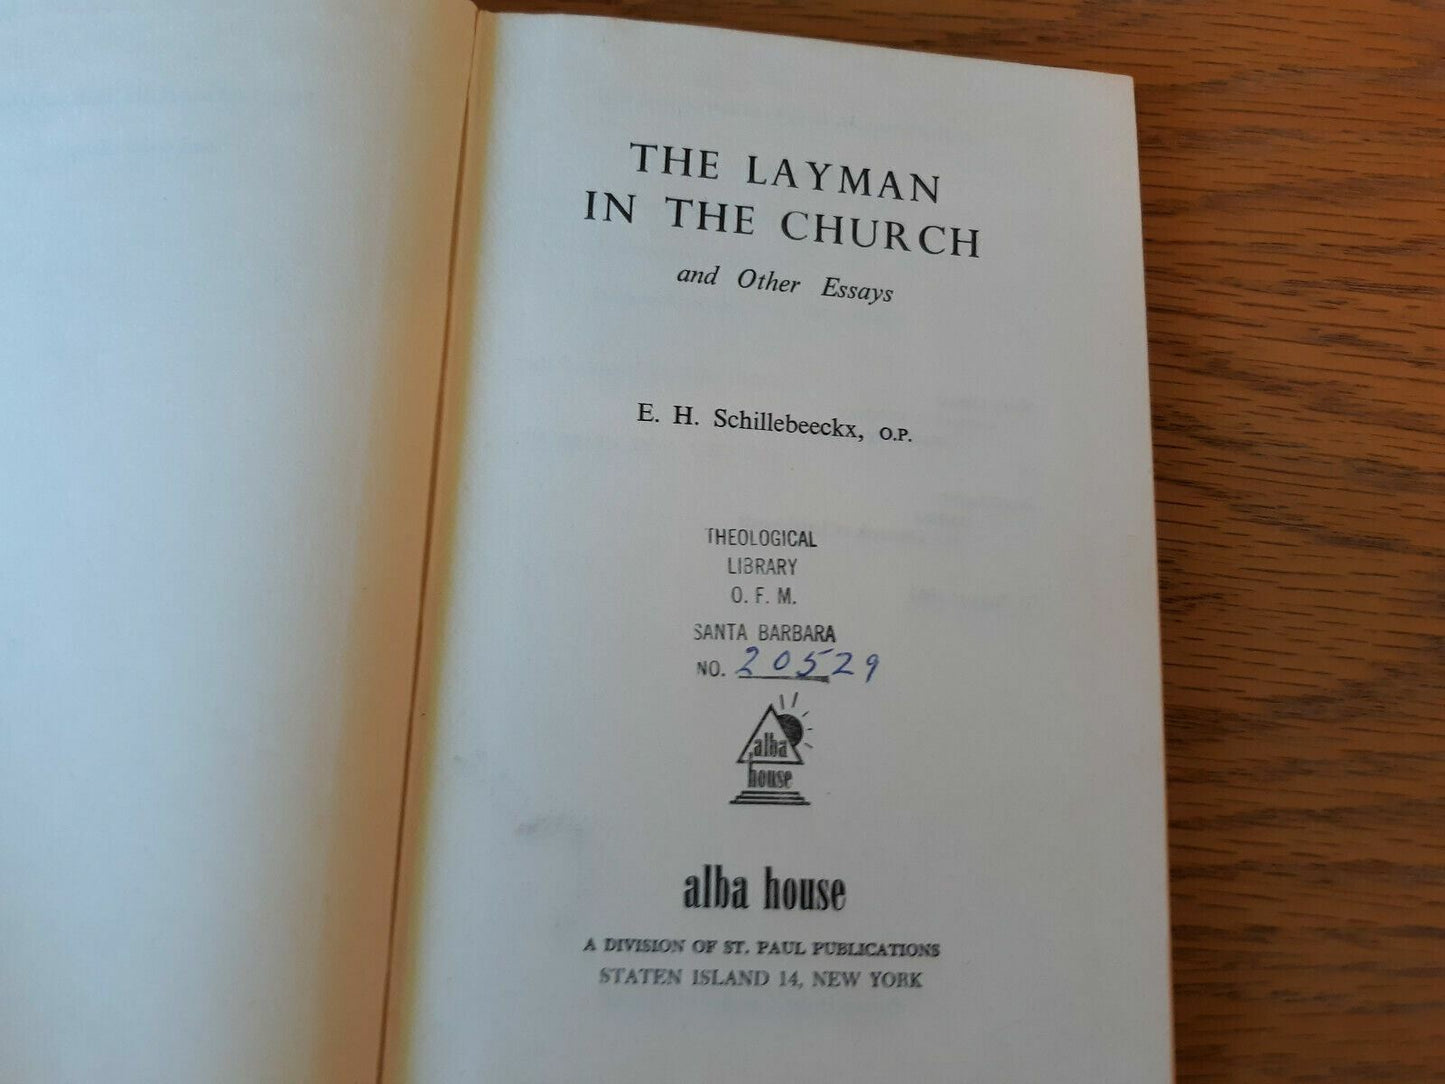 THE LAYMAN
IN THE CHURCH
and Other Essays
E. H. Schillebeeckx, O.P.
THEOLOGICAL
LIBRARY
O. F. M.
SANTA BARBARA
NO. 20529
alba
house
alba house
A DIVISION OF ST. PAUL PUBLICATIONS
STATEN ISLAND 14, NEW YORK